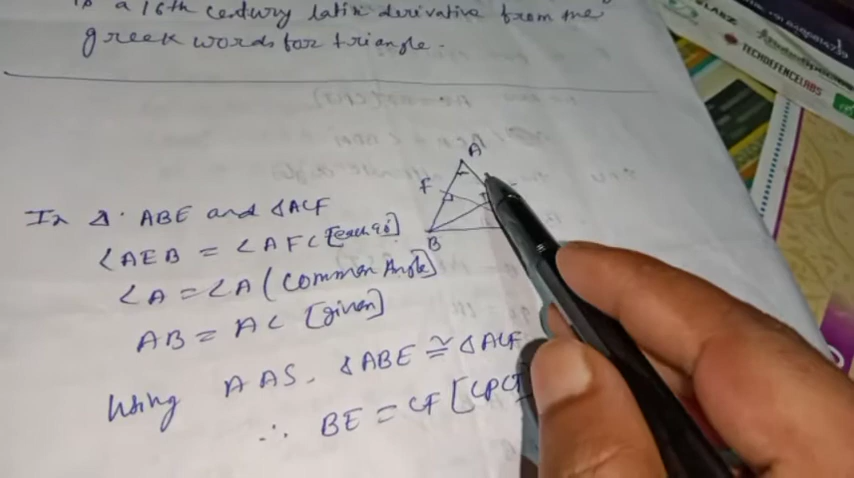 is a 16th century latin derivative from the
greek words for triangle.
A
F
B
In Δ. ABE and ΔACF
∠AEB = ∠AFC [each 90°]
∠A = ∠A (Common Angle]
AB = AC [given]
Using AAS. ΔABE ≅ ΔACF
∴ BE = CF [CPCT
TECHDEFENCELABS